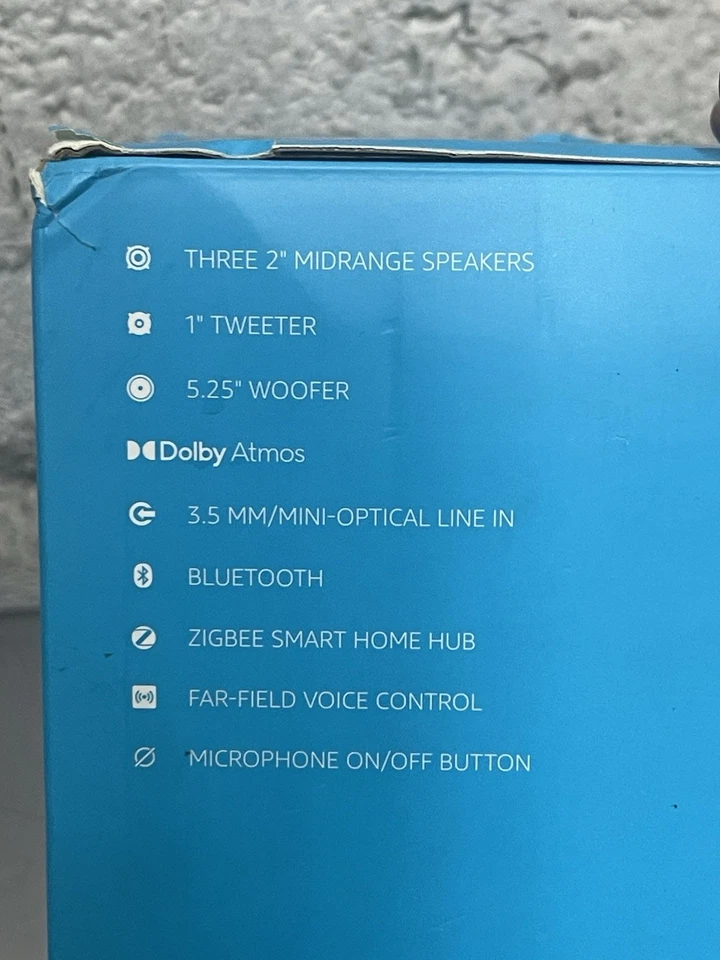 THREE 2" MIDRANGE SPEAKERS
1" TWEETER
5.25" WOOFER
Dolby Atmos
3.5 MM/MINI-OPTICAL LINE IN
BLUETOOTH
ZIGBEE SMART HOME HUB
FAR-FIELD VOICE CONTROL
MICROPHONE ON/OFF BUTTON